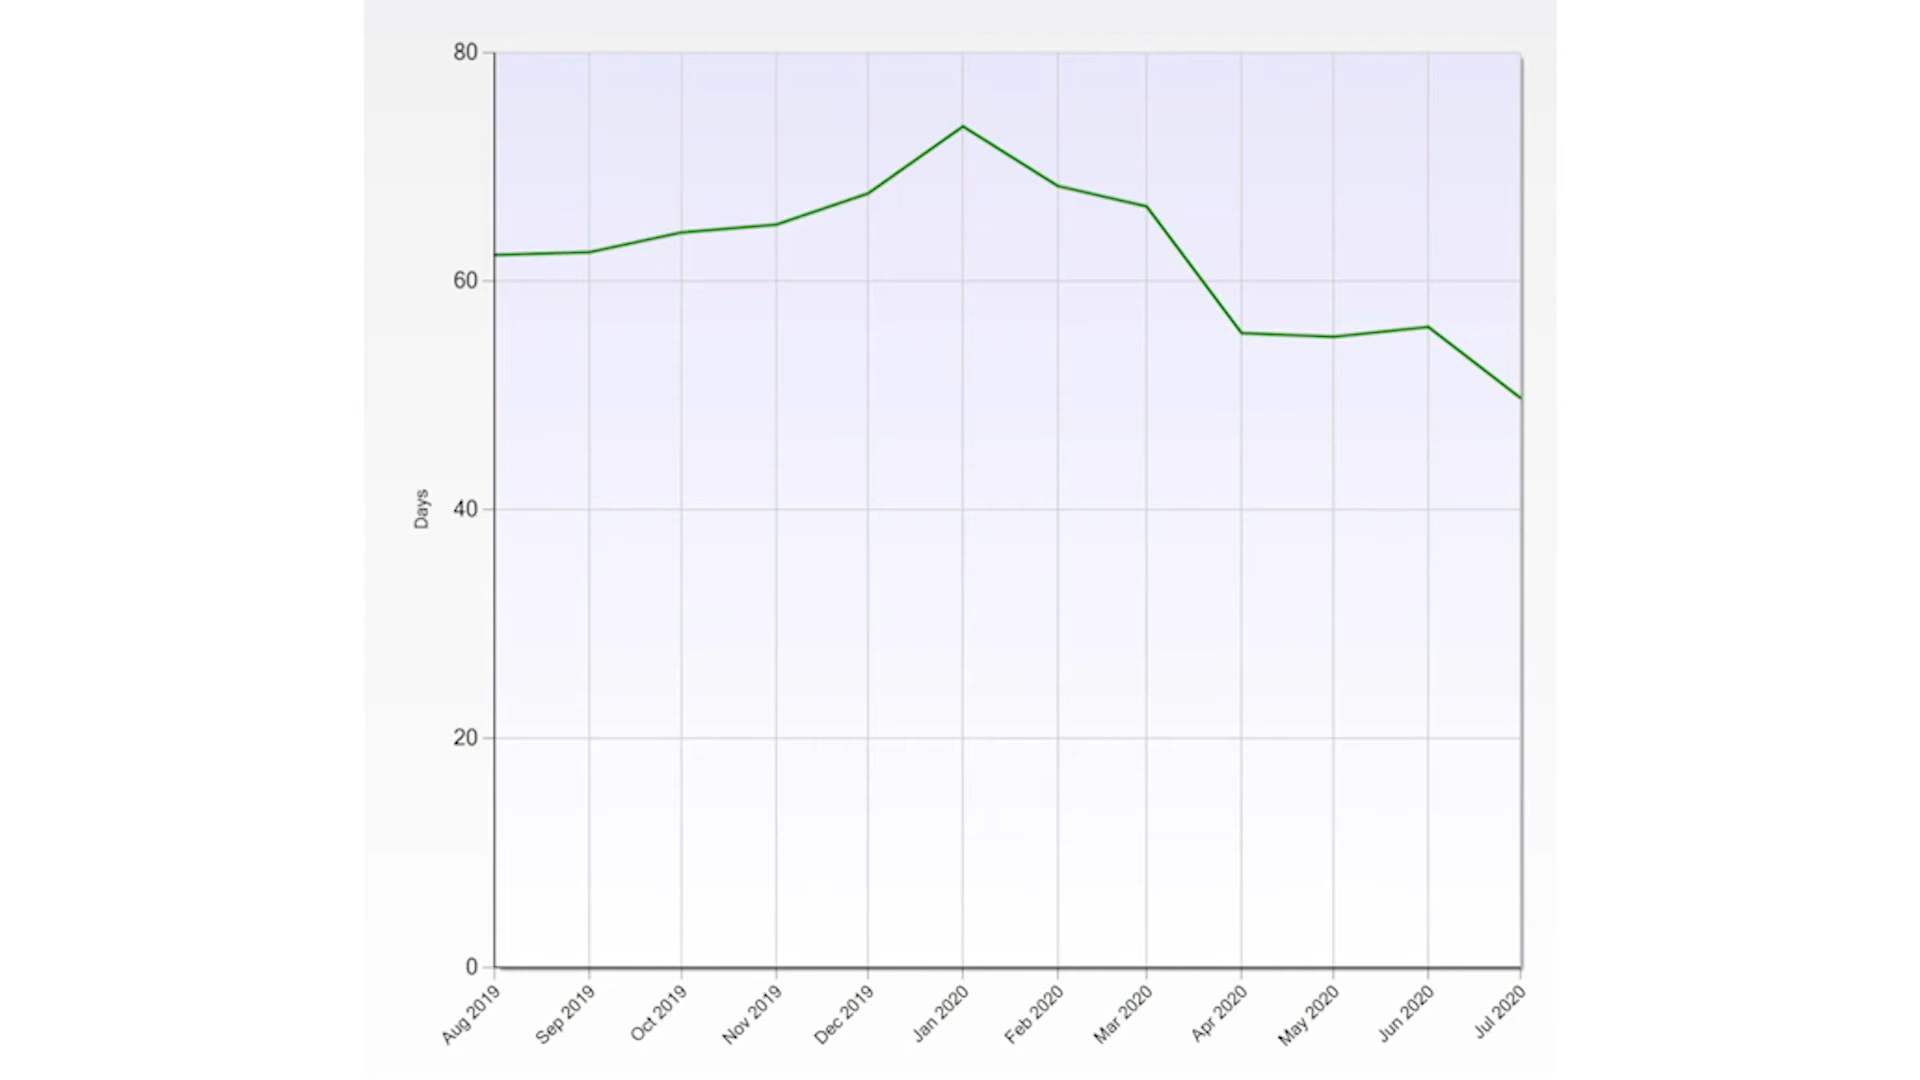 80
60
40
20
0
Days
Aug 2019
Sep 2019
Oct 2019
Nov 2019
Dec 2019
Jan 2020
Feb 2020
Mar 2020
Apr 2020
May 2020
Jun 2020
Jul 2020